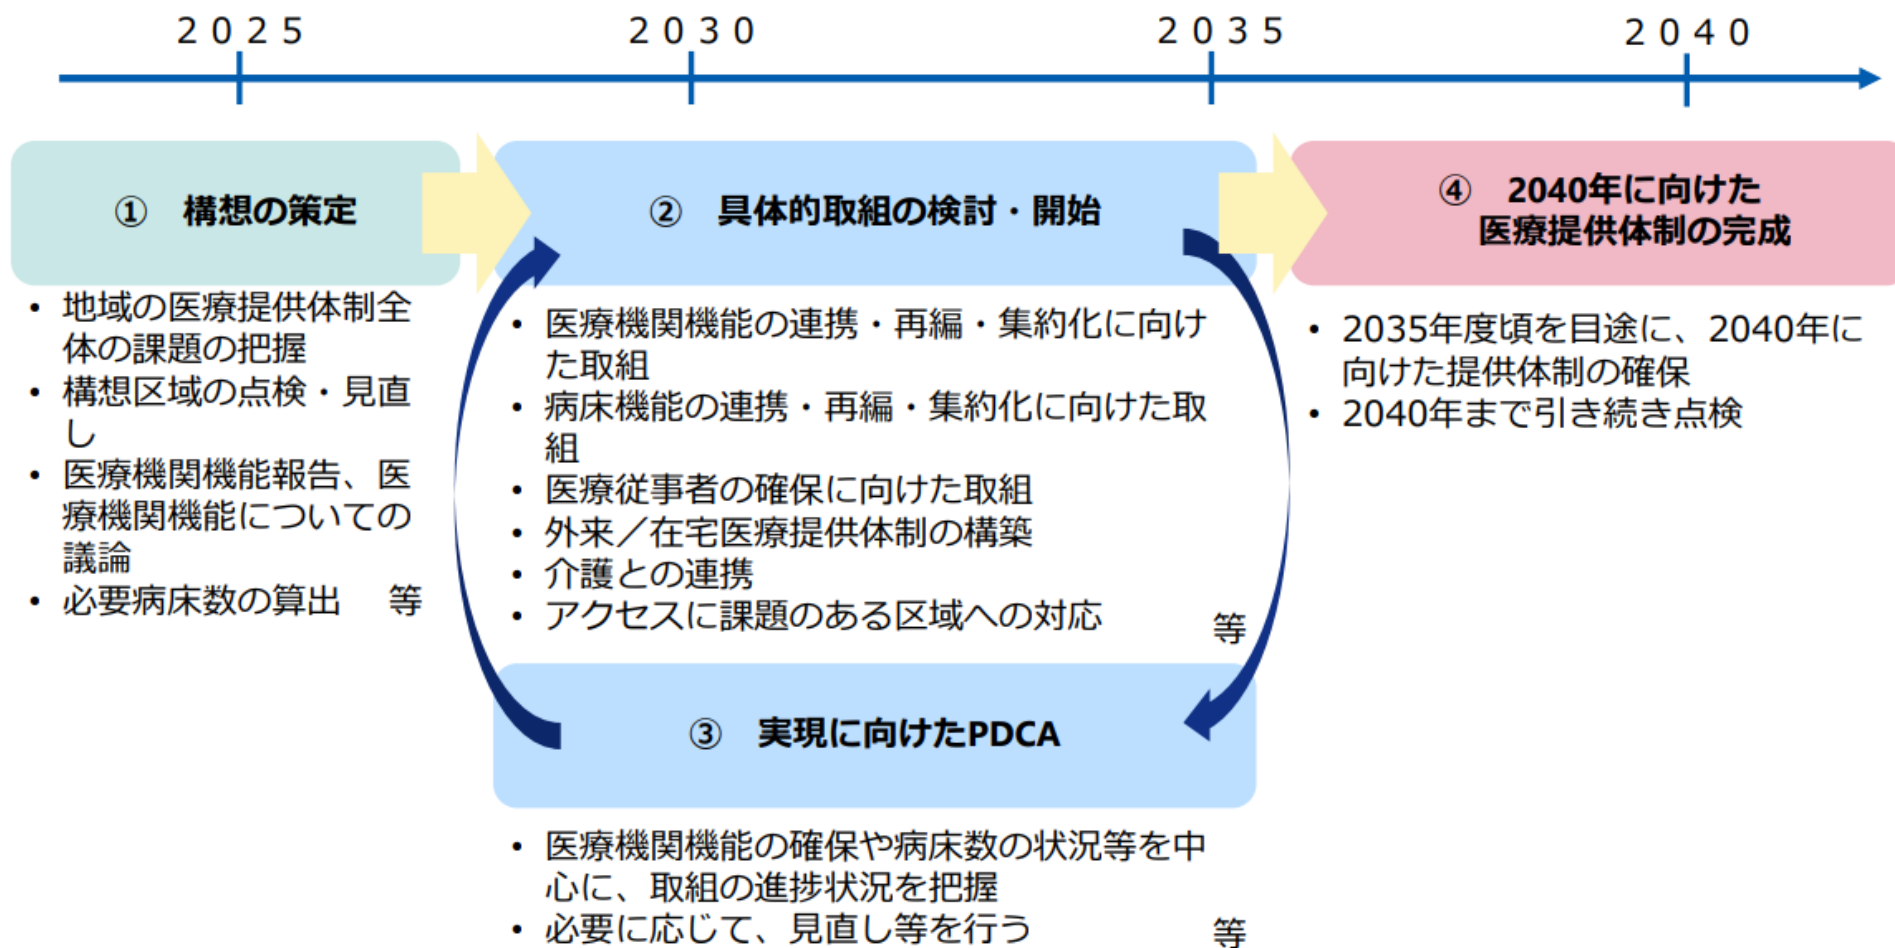 ２０２５
２０３０
２０３５
２０４０
①　構想の策定
• 地域の医療提供体制全
体の課題の把握
• 構想区域の点検・見直
し
• 医療機関機能報告、医
療機関機能についての
議論
• 必要病床数の算出　等
②　具体的取組の検討・開始
• 医療機関機能の連携・再編・集約化に向け
た取組
• 病床機能の連携・再編・集約化に向けた取
組
• 医療従事者の確保に向けた取組
• 外来／在宅医療提供体制の構築
• 介護との連携
• アクセスに課題のある区域への対応
等
③　実現に向けたPDCA
• 医療機関機能の確保や病床数の状況等を中
心に、取組の進捗状況を把握
• 必要に応じて、見直し等を行う
等
④　2040年に向けた
医療提供体制の完成
• 2035年度頃を目途に、2040年に
向けた提供体制の確保
• 2040年まで引き続き点検